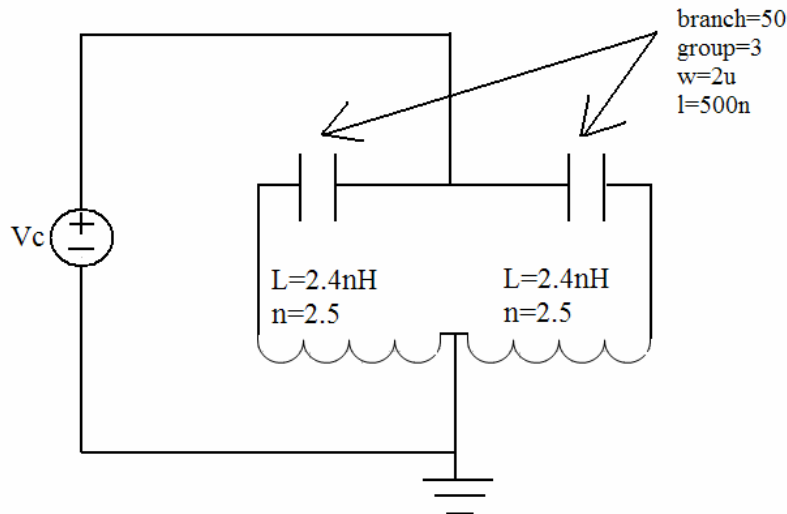 branch=50
group=3
w=2u
l=500n
Vc
L=2.4nH
n=2.5
L=2.4nH
n=2.5